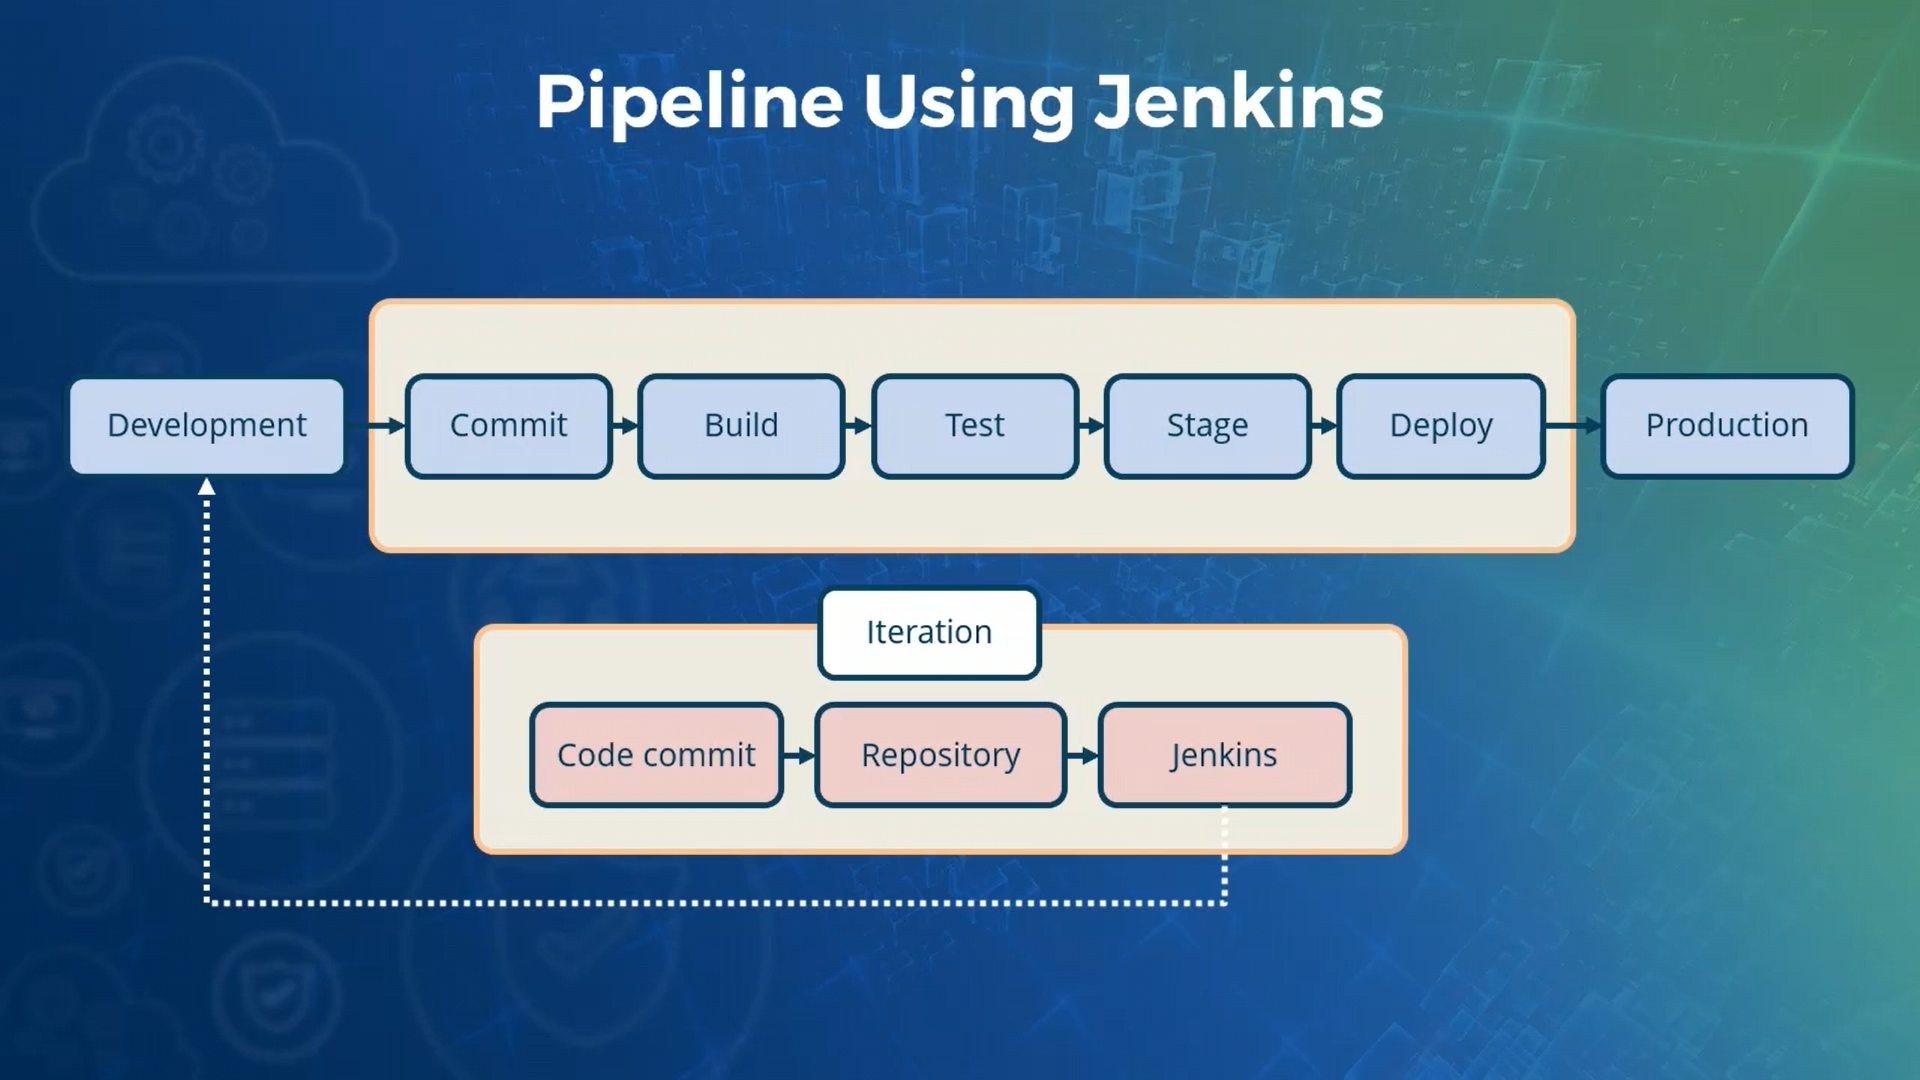 Pipeline Using Jenkins
Development
Commit
Build
Test
Stage
Deploy
Production
Iteration
Code commit
Repository
Jenkins